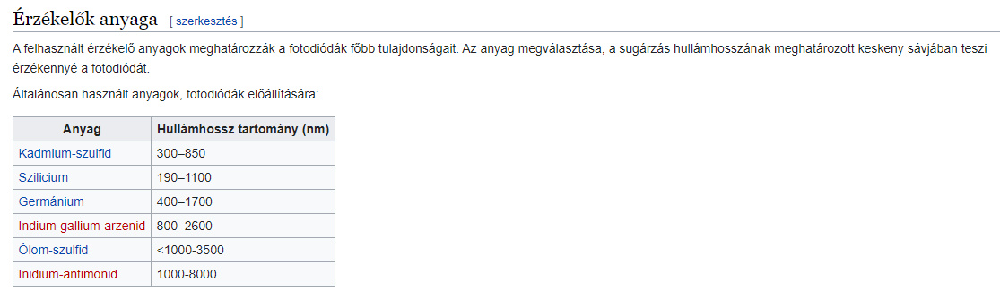 Érzékelők anyaga [ szerkesztés ]
A felhasznált érzékelő anyagok meghatározzák a fotodiódák főbb tulajdonságait. Az anyag megválasztása, a sugárzás hullámhosszának meghatározott keskeny sávjában teszi
érzékennyé a fotodiódát.
Általánosan használt anyagok, fotodiódák előállítására:
Anyag Hullámhossz tartomány (nm)
Kadmium-szulfid 300–850
Szilicium 190–1100
Germánium 400–1700
Indium-gallium-arzenid 800–2600
Ólom-szulfid <1000-3500
Inidium-antimonid 1000-8000